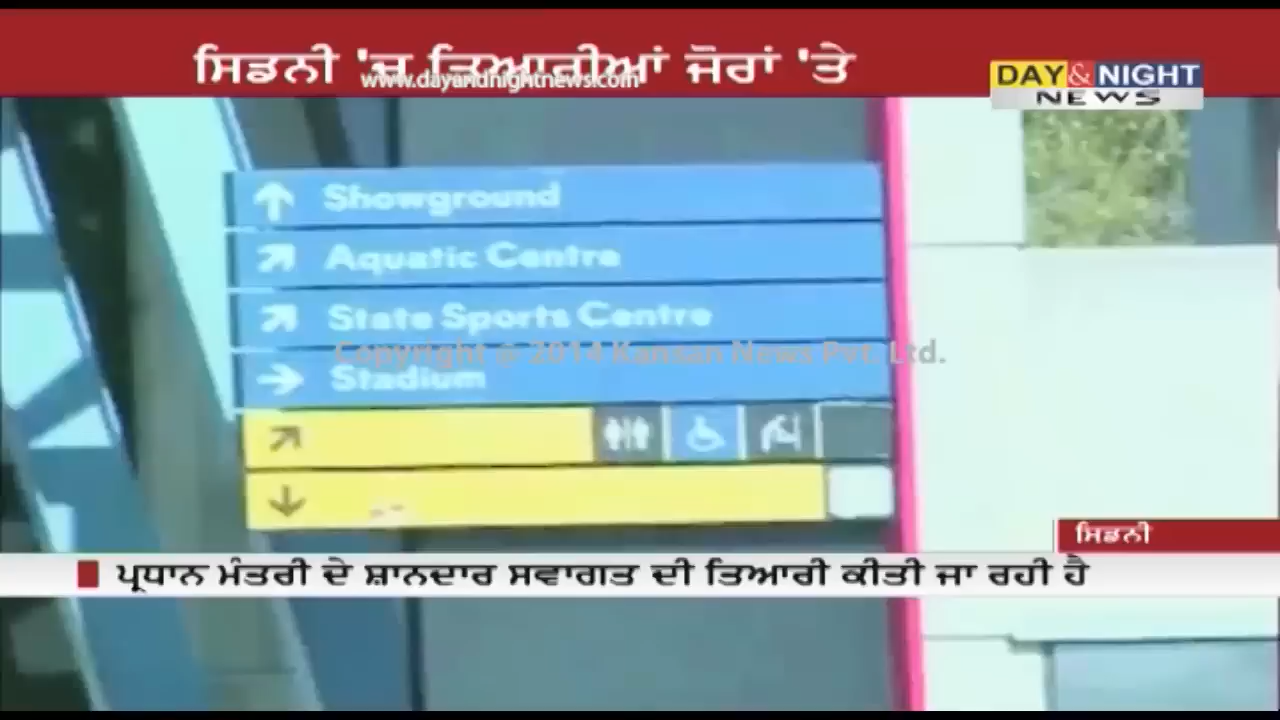 ਸਿਡਨੀ 'ਚ ਤਿਆਰੀਆਂ ਜੋਰਾਂ 'ਤੇ
www.dayandnightnews.com
DAY & NIGHT
NEWS
Showground
Aquatic Centre
State Sports Centre
Copyright @ 2014 Kansan News Pvt. Ltd.
Stadium
ਸਿਡਨੀ
ਪ੍ਰਧਾਨ ਮੰਤਰੀ ਦੇ ਸ਼ਾਨਦਾਰ ਸਵਾਗਤ ਦੀ ਤਿਆਰੀ ਕੀਤੀ ਜਾ ਰਹੀ ਹੈ